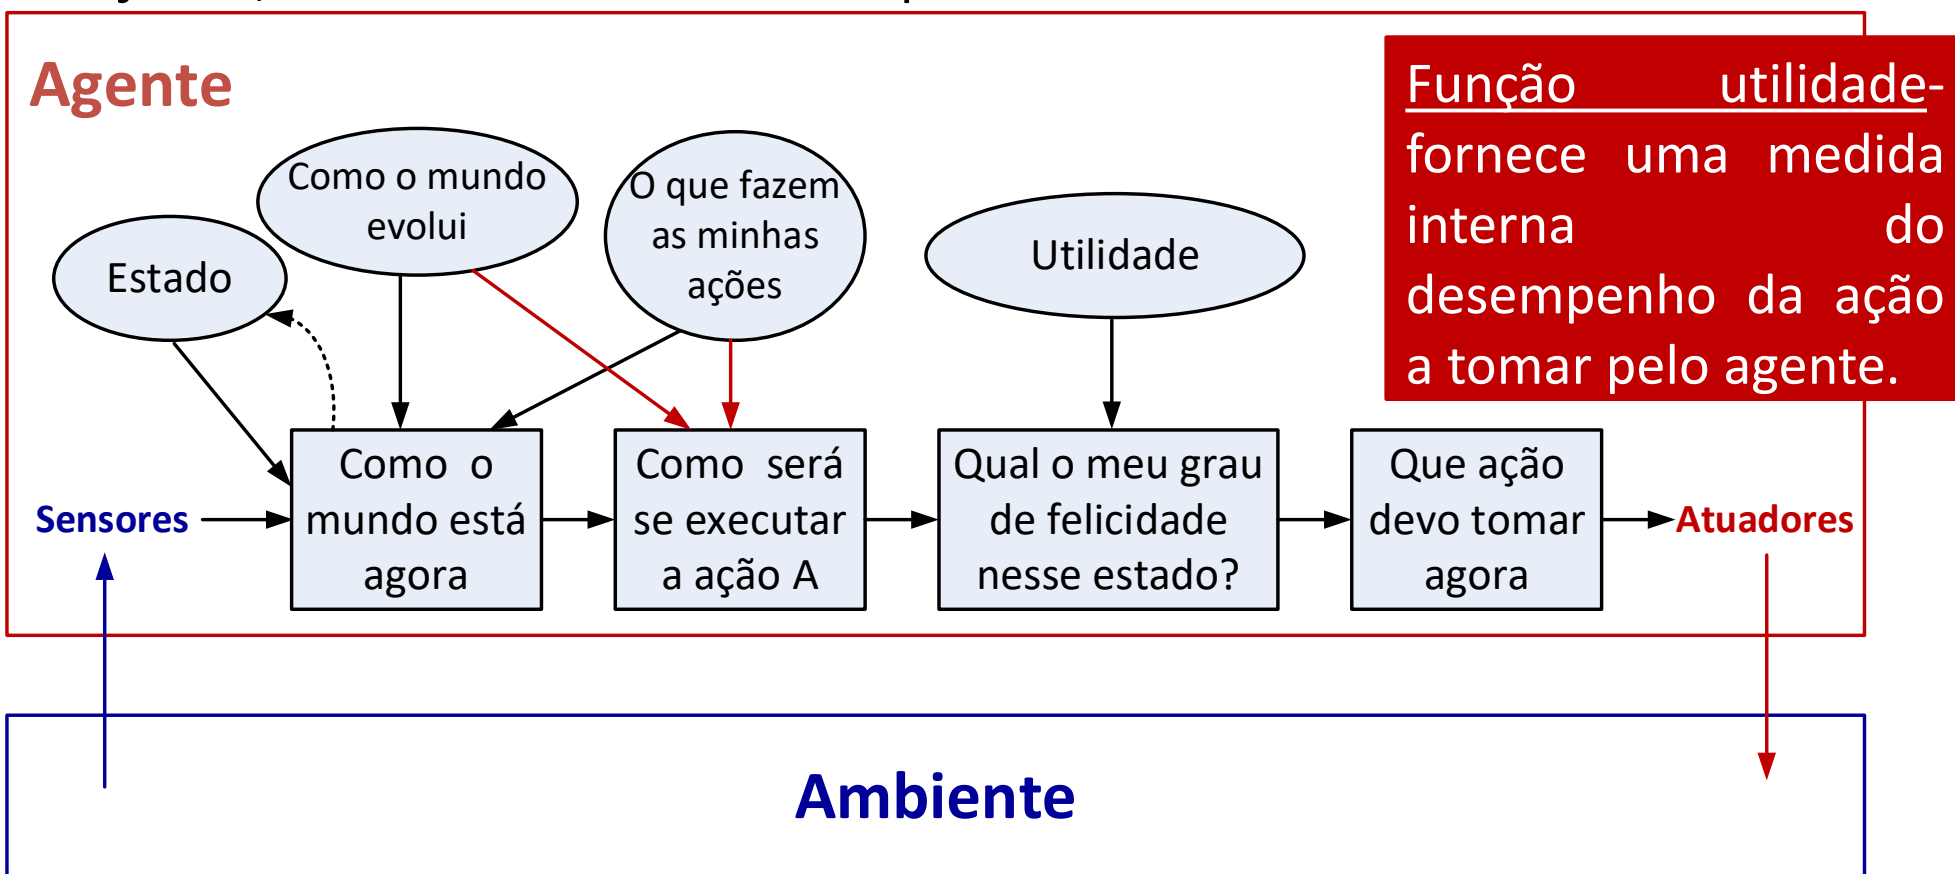 Agente
Função utilidade-
fornece uma medida
interna do
desempenho da ação
a tomar pelo agente.
Como o mundo
evolui
O que fazem
as minhas
ações
Estado
Utilidade
Sensores
Como o
mundo está
agora
Como será
se executar
a ação A
Qual o meu grau
de felicidade
nesse estado?
Que ação
devo tomar
agora
Atuadores
Ambiente